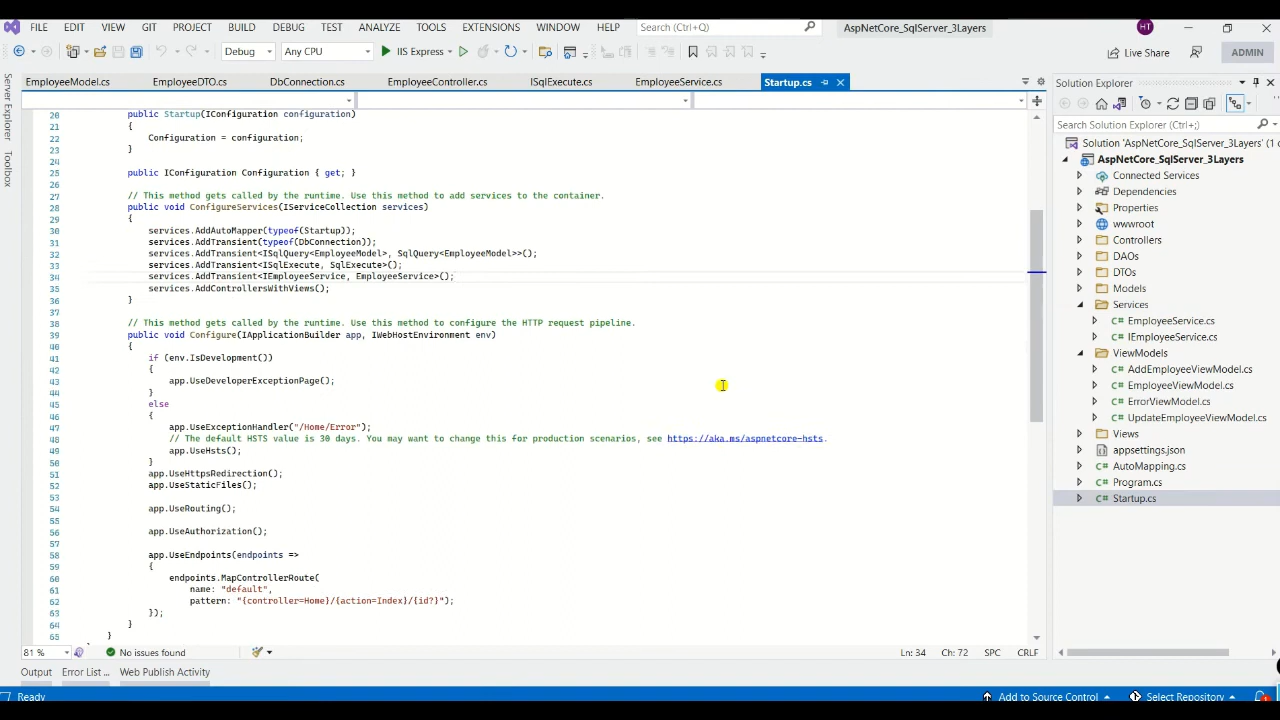 FILE EDIT VIEW GIT PROJECT BUILD DEBUG TEST ANALYZE TOOLS EXTENSIONS WINDOW HELP Search (Ctrl+Q) AspNetCore_SqlServer_3Layers HT
Debug Any CPU IIS Express Live Share ADMIN
EmployeeModel.cs EmployeeDTO.cs DbConnection.cs EmployeeController.cs ISqlExecute.cs EmployeeService.cs Startup.cs
Server Explorer
Toolbox
20 public Startup(IConfiguration configuration)
21 {
22 Configuration = configuration;
23 }
24
25 public IConfiguration Configuration { get; }
26
27 // This method gets called by the runtime. Use this method to add services to the container.
28 public void ConfigureServices(IServiceCollection services)
29 {
30 services.AddAutoMapper(typeof(Startup));
31 services.AddTransient(typeof(DbConnection));
32 services.AddTransient<ISqlQuery<EmployeeModel>, SqlQuery<EmployeeModel>>();
33 services.AddTransient<ISqlExecute, SqlExecute>();
34 services.AddTransient<IEmployeeService, EmployeeService>();
35 services.AddControllersWithViews();
36 }
37
38 // This method gets called by the runtime. Use this method to configure the HTTP request pipeline.
39 public void Configure(IApplicationBuilder app, IWebHostEnvironment env)
40 {
41 if (env.IsDevelopment())
42 {
43 app.UseDeveloperExceptionPage();
44 }
45 else
46 {
47 app.UseExceptionHandler("/Home/Error");
48 // The default HSTS value is 30 days. You may want to change this for production scenarios, see https://aka.ms/aspnetcore-hsts.
49 app.UseHsts();
50 }
51 app.UseHttpsRedirection();
52 app.UseStaticFiles();
53
54 app.UseRouting();
55
56 app.UseAuthorization();
57
58 app.UseEndpoints(endpoints =>
59 {
60 endpoints.MapControllerRoute(
61 name: "default",
62 pattern: "{controller=Home}/{action=Index}/{id?}");
63 });
64 }
65 }
81 % No issues found Ln: 34 Ch: 72 SPC CRLF
Output Error List ... Web Publish Activity
Ready Add to Source Control Select Repository 1
Solution Explorer
Search Solution Explorer (Ctrl+;)
Solution 'AspNetCore_SqlServer_3Layers' (1 c
AspNetCore_SqlServer_3Layers
Connected Services
Dependencies
Properties
wwwroot
Controllers
DAOs
DTOs
Models
Services
C# EmployeeService.cs
C# IEmployeeService.cs
ViewModels
C# AddEmployeeViewModel.cs
C# EmployeeViewModel.cs
C# ErrorViewModel.cs
C# UpdateEmployeeViewModel.cs
Views
appsettings.json
C# AutoMapping.cs
C# Program.cs
C# Startup.cs